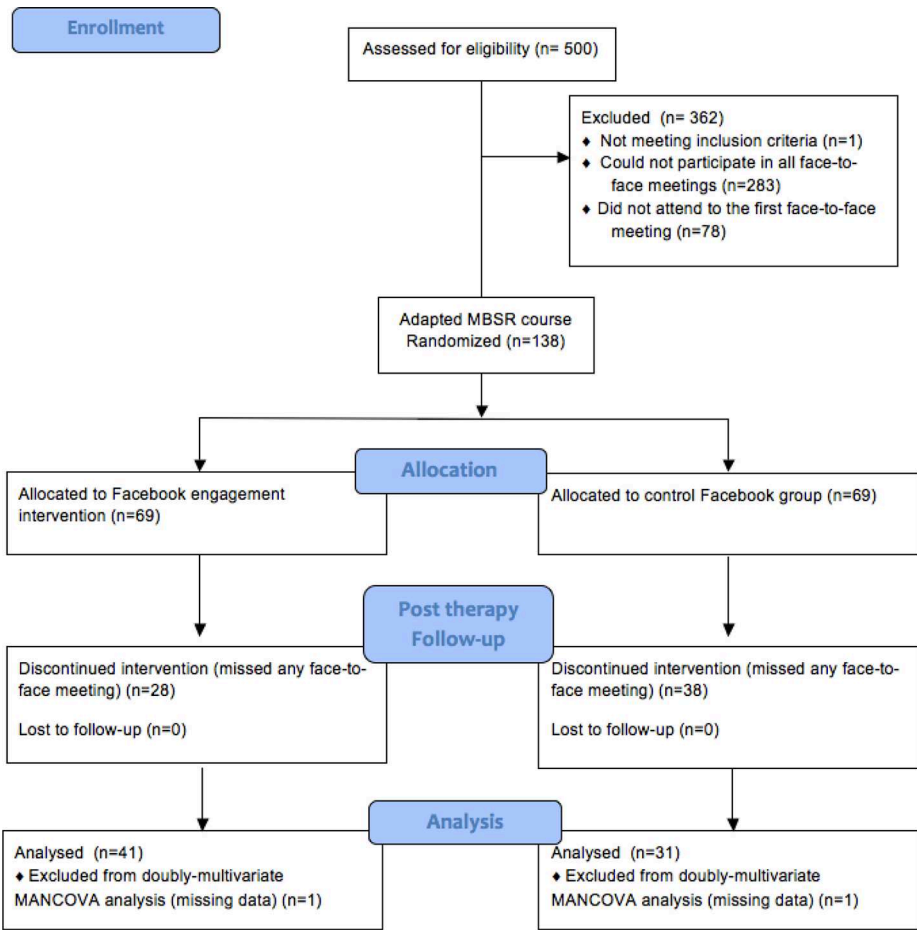 Enrollment
Assessed for eligibility (n= 500)
Excluded (n= 362)
♦ Not meeting inclusion criteria (n=1)
♦ Could not participate in all face-to-
face meetings (n=283)
♦ Did not attend to the first face-to-face
meeting (n=78)
Adapted MBSR course
Randomized (n=138)
Allocation
Allocated to Facebook engagement
intervention (n=69)
Allocated to control Facebook group (n=69)
Post therapy
Follow-up
Discontinued intervention (missed any face-to-
face meeting) (n=28)
Lost to follow-up (n=0)
Discontinued intervention (missed any face-to-
face meeting) (n=38)
Lost to follow-up (n=0)
Analysis
Analysed (n=41)
♦ Excluded from doubly-multivariate
MANCOVA analysis (missing data) (n=1)
Analysed (n=31)
♦ Excluded from doubly-multivariate
MANCOVA analysis (missing data) (n=1)